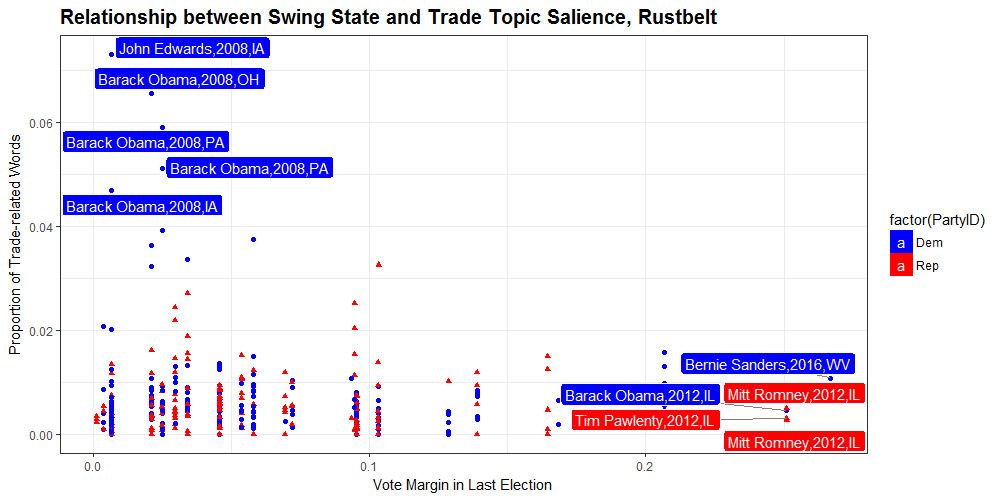 Relationship between Swing State and Trade Topic Salience, Rustbelt
John Edwards,2008,IA
Barack Obama,2008,OH
Barack Obama,2008,PA
Barack Obama,2008,PA
Barack Obama,2008,IA
Bernie Sanders,2016,WV
Barack Obama,2012,IL
Mitt Romney,2012,IL
Tim Pawlenty,2012,IL
Mitt Romney,2012,IL
Proportion of Trade-related Words
0.06
0.04
0.02
0.00
0.0
0.1
0.2
Vote Margin in Last Election
factor(PartyID)
a Dem
a Rep